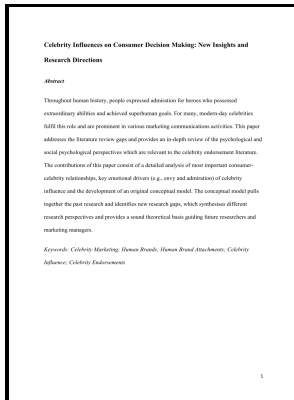 Celebrity Influences on Consumer Decision Making: New Insights and
Research Directions
Abstract
Throughout human history, people expressed admiration for heroes who possessed
extraordinary abilities and achieved superhuman goals. For many, modern-day celebrities
fulfil this role and are prominent in various marketing communications activities. This paper
addresses the literature review gaps and provides an in-depth review of the psychological and
social psychological perspectives which are relevant to the celebrity endorsement literature.
The contributions of this paper consist of a detailed analysis of most important consumer-
celebrity relationships, key emotional drivers (e.g., envy and admiration) of celebrity
influence and the development of an original conceptual model. The conceptual model pulls
together the past research and identifies new research gaps, which synthesises different
research perspectives and provides a sound theoretical basis guiding future researchers and
marketing managers.
Keywords: Celebrity Marketing; Human Brands; Human Brand Attachments; Celebrity
Influence; Celebrity Endorsements
1